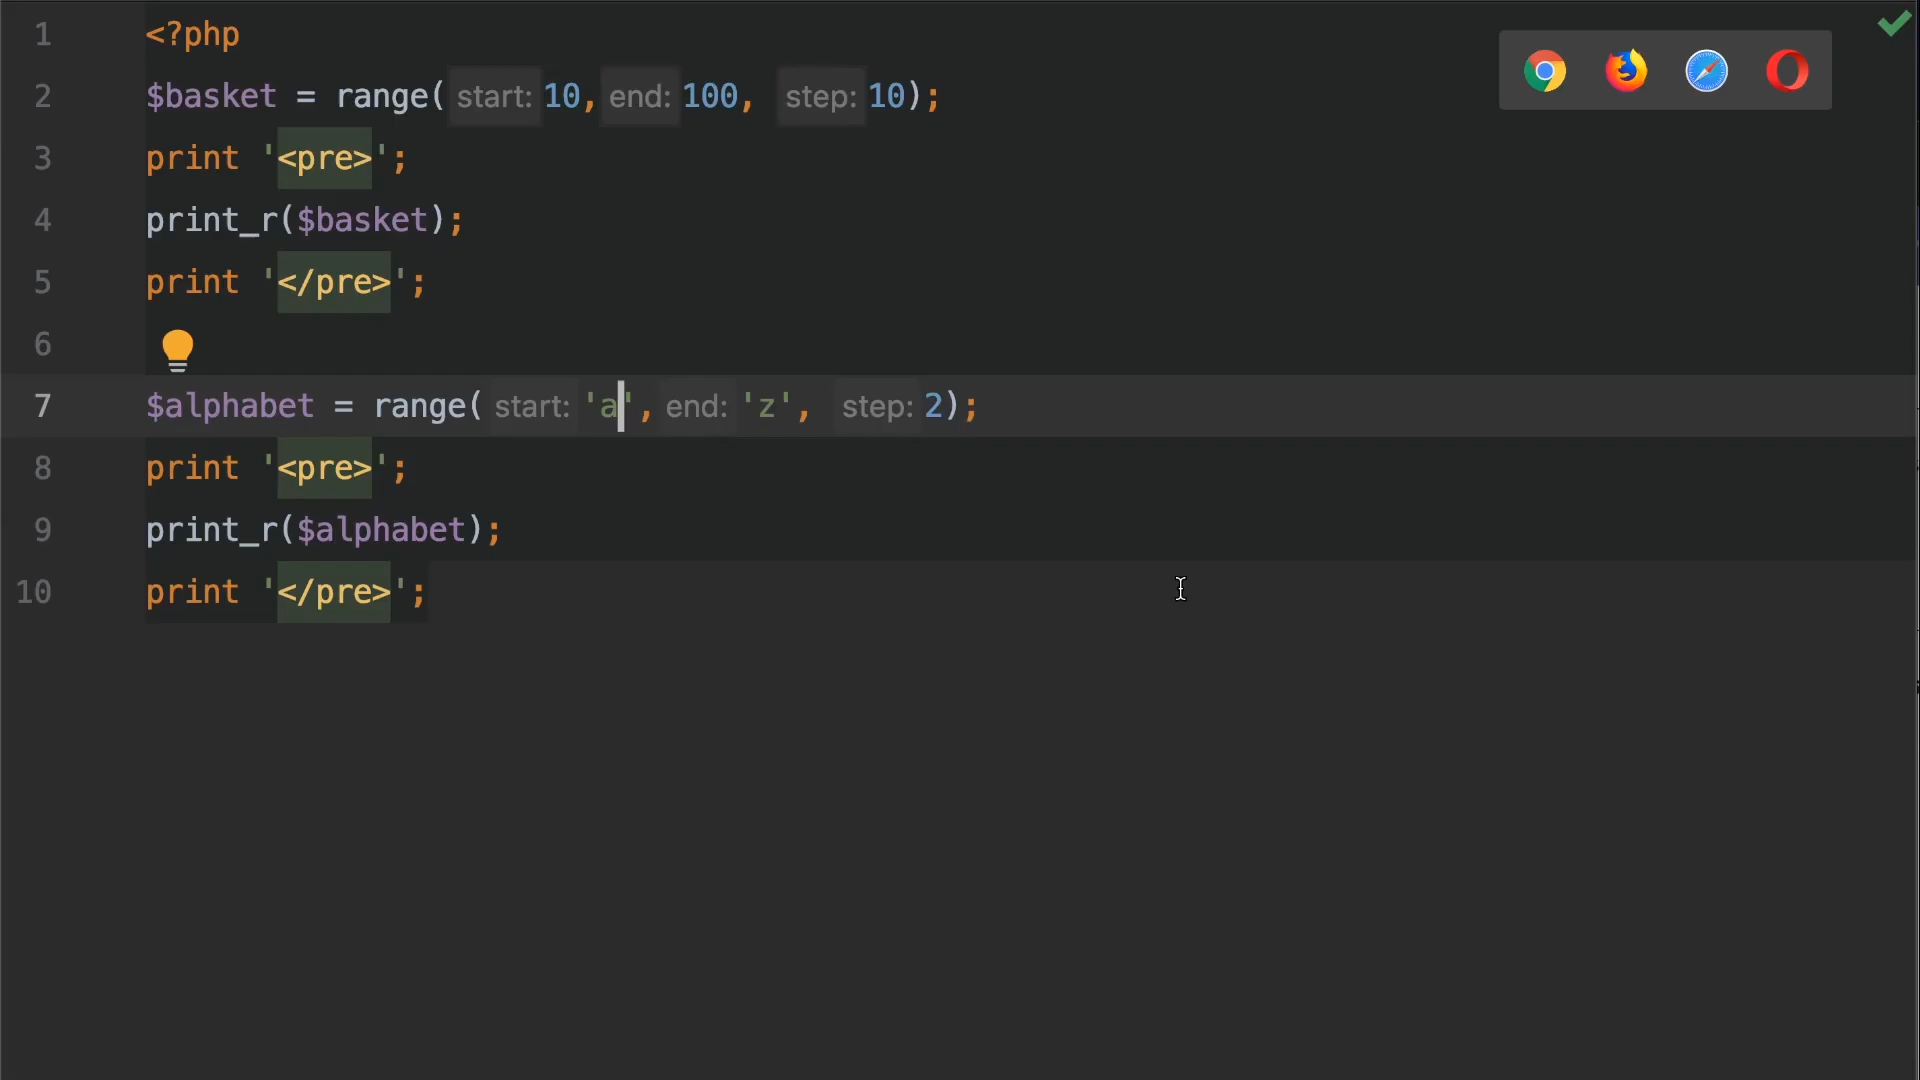 1 <?php
2 $basket = range( start: 10, end: 100, step: 10);
3 print '<pre>';
4 print_r($basket);
5 print '</pre>';
6
7 $alphabet = range( start: 'a', end: 'z', step: 2);
8 print '<pre>';
9 print_r($alphabet);
10 print '</pre>';